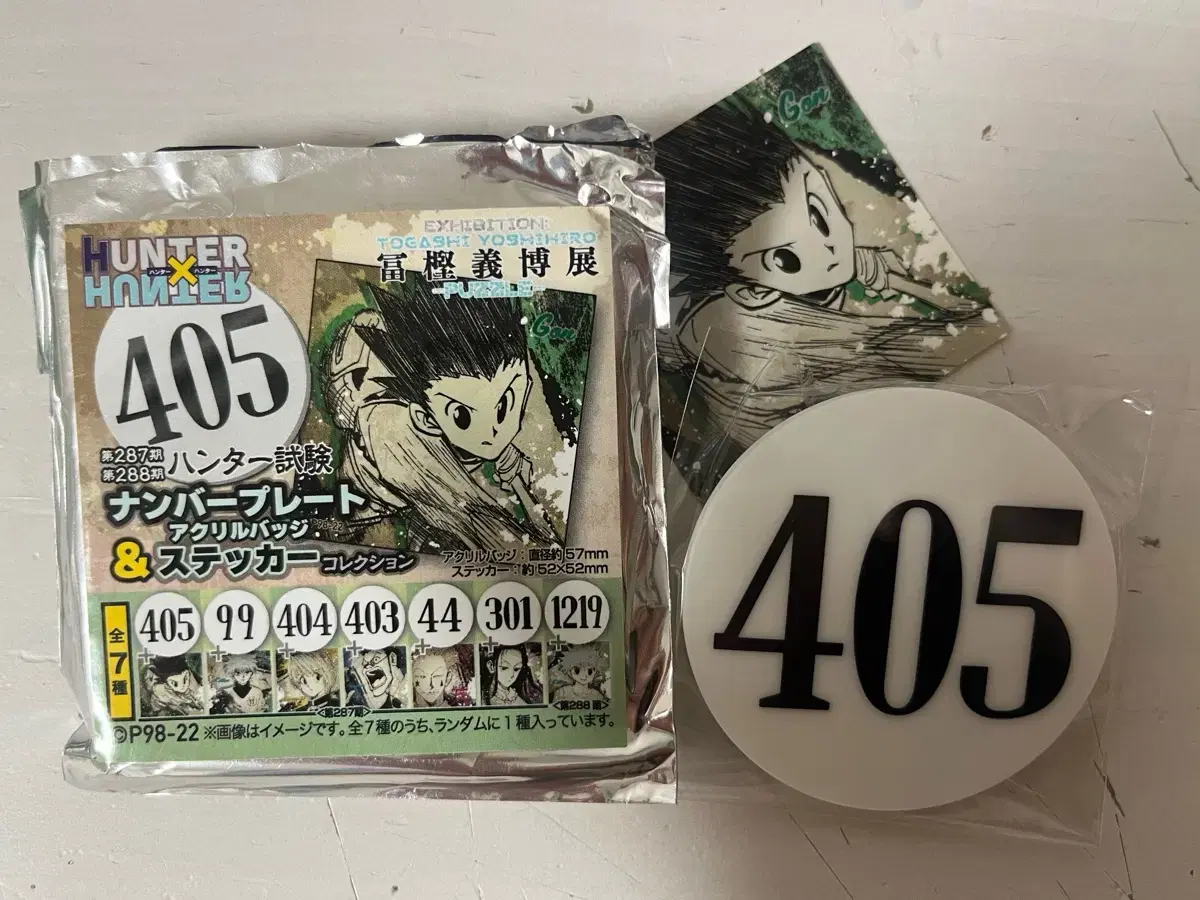 HUNTER
ハンター×ハンター
HUNTER
EXHIBITION:
TOGASHI YOSHIHIRO
冨樫義博展
-PUZZLE-
405
Gon
第287期
第288期 ハンター試験
ナンバープレート
アクリルバッジ
&ステッカーコレクション
アクリルバッジ:直径約57mm
ステッカー:約52×52mm
全7種
405 99 404 403 44 301 1219
+ + + + + + +
<第287期> <第288期>
©P98-22 ※画像はイメージです。全7種のうち、ランダムに1種入っています。
Gon
405